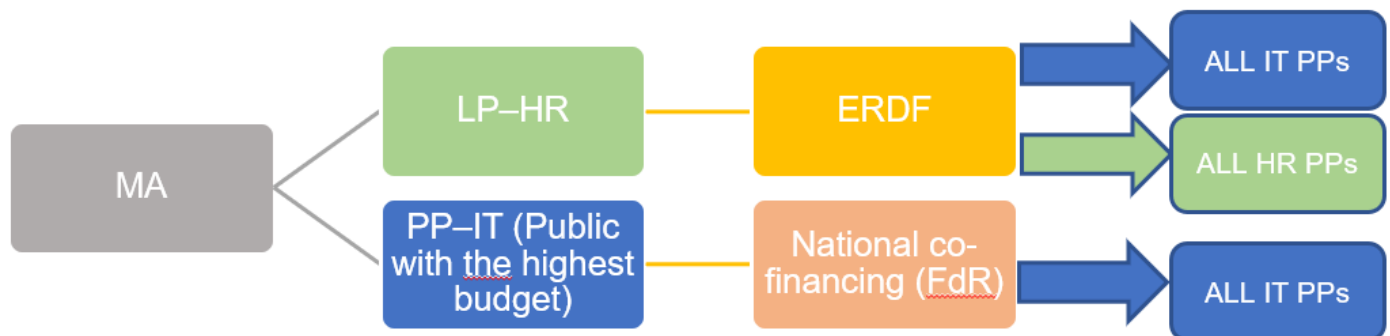 MA
LP–HR
ERDF
ALL IT PPs
ALL HR PPs
PP–IT (Public
with the highest
budget)
National co-
financing (FdR)
ALL IT PPs